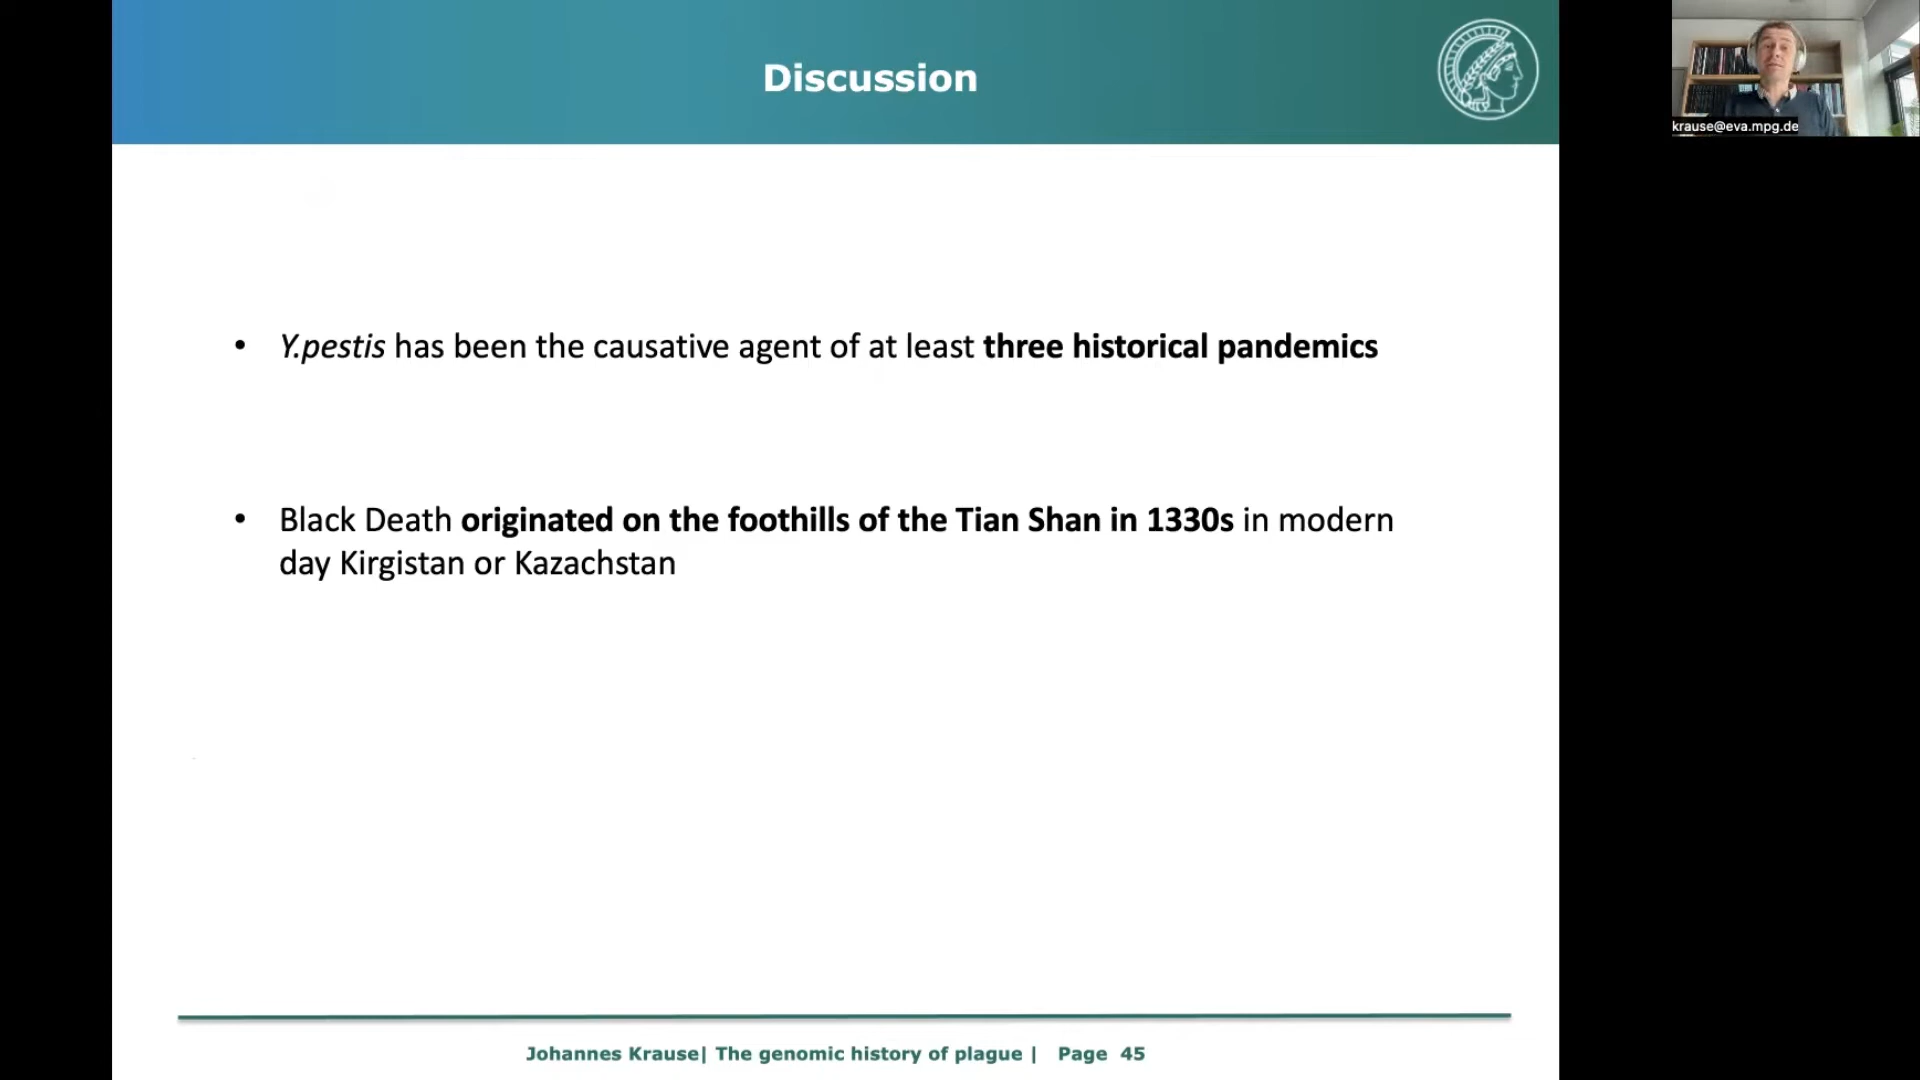 Discussion
krause@eva.mpg.de
• Y.pestis has been the causative agent of at least three historical pandemics
• Black Death originated on the foothills of the Tian Shan in 1330s in modern
day Kirgistan or Kazachstan
Johannes Krause| The genomic history of plague | Page 45